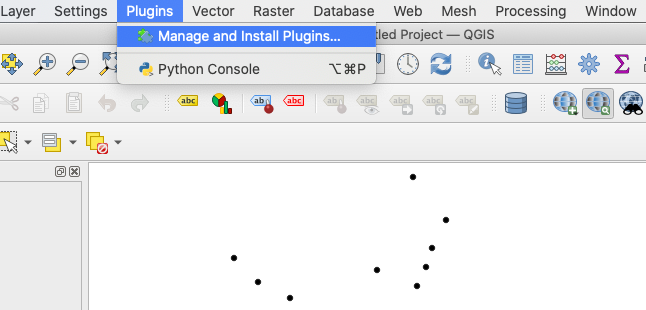 Layer Settings Plugins Vector Raster Database Web Mesh Processing Window
Manage and Install Plugins...
tled Project — QGIS
Python Console ⌥⌘P
abc abc abc abc abc abc abc abc